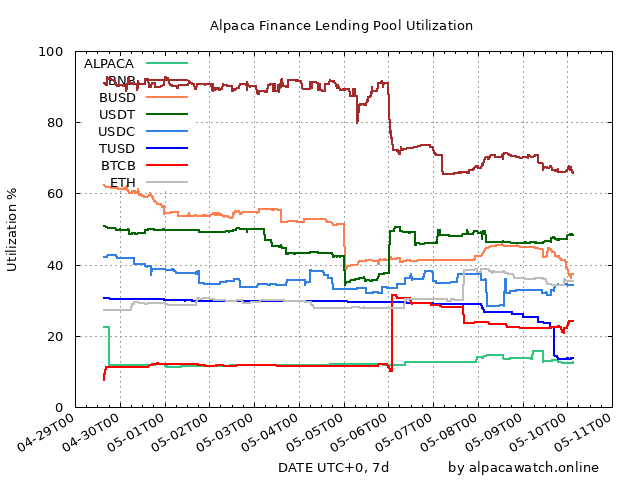 Alpaca Finance Lending Pool Utilization
Utilization %
100
80
60
40
20
0
ALPACA
BNB
BUSD
USDT
USDC
TUSD
BTCB
ETH
04-29T00
04-30T00
05-01T00
05-02T00
05-03T00
05-04T00
05-05T00
05-06T00
05-07T00
05-08T00
05-09T00
05-10T00
05-11T00
DATE UTC+0, 7d
by alpacawatch.online